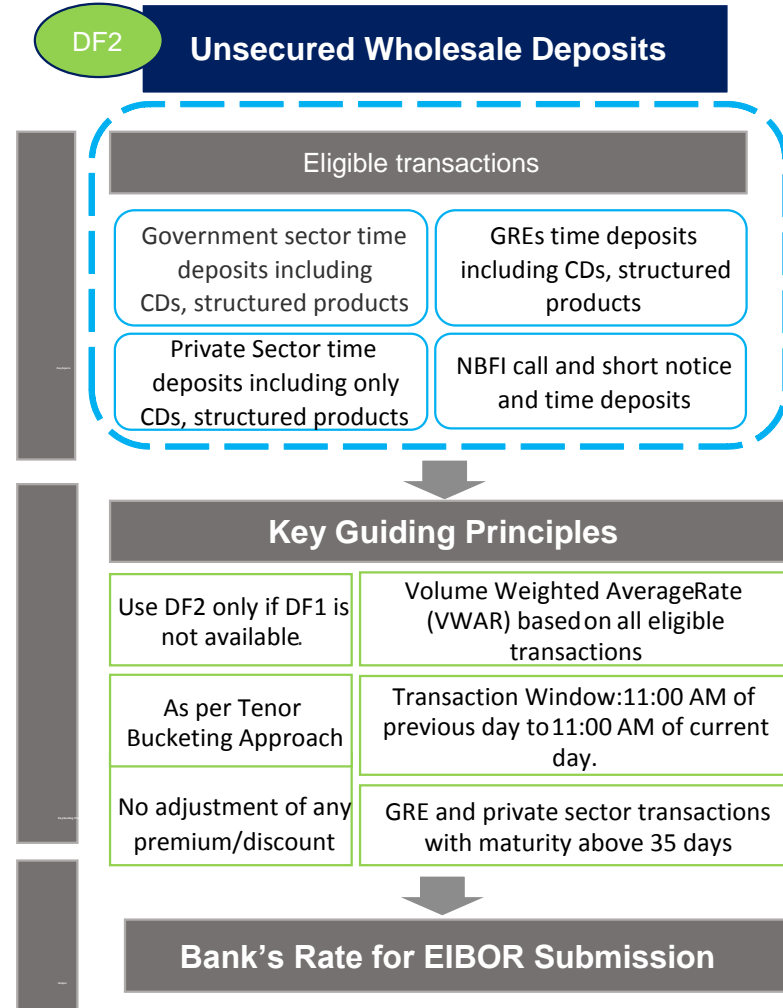 DF2
Unsecured Wholesale Deposits
Eligible transactions
Government sector time
deposits including
CDs, structured products
GREs time deposits
including CDs, structured
products
Private Sector time
deposits including only
CDs, structured products
NBFI call and short notice
and time deposits
Key Guiding Principles
Use DF2 only if DF1 is
not available.
Volume Weighted AverageRate
(VWAR) based on all eligible
transactions
As per Tenor
Bucketing Approach
Transaction Window:11:00 AM of
previous day to 11:00 AM of current
day.
No adjustment of any
premium/discount
GRE and private sector transactions
with maturity above 35 days
Bank's Rate for EIBOR Submission